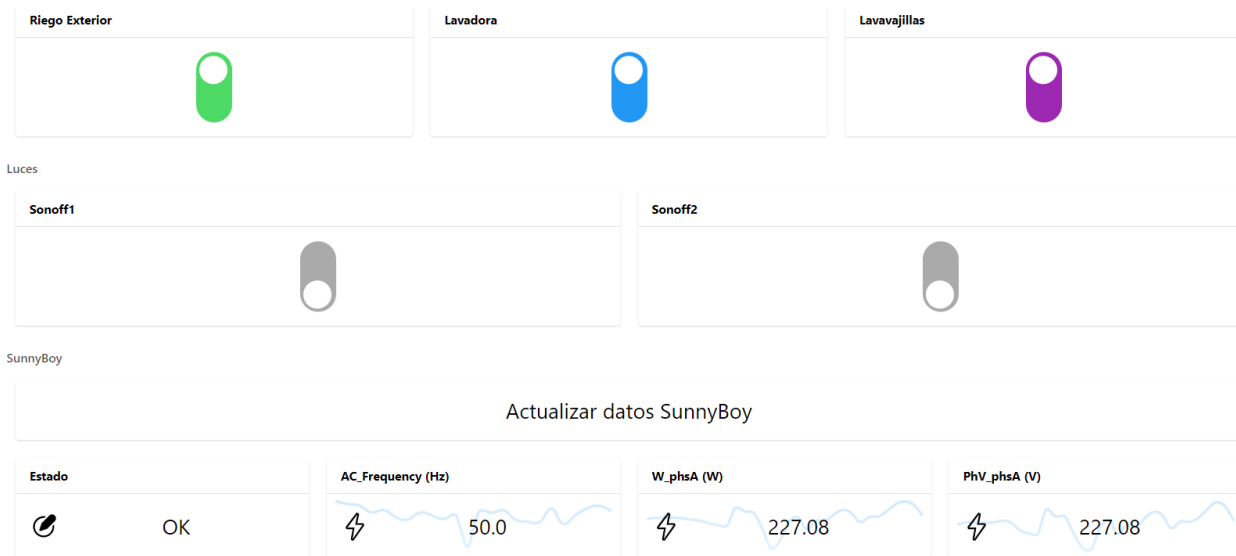 Riego Exterior
Lavadora
Lavavajillas
Luces
Sonoff1
Sonoff2
SunnyBoy
Actualizar datos SunnyBoy
Estado
AC_Frequency (Hz)
W_phsA (W)
PhV_phsA (V)
OK
50.0
227.08
227.08